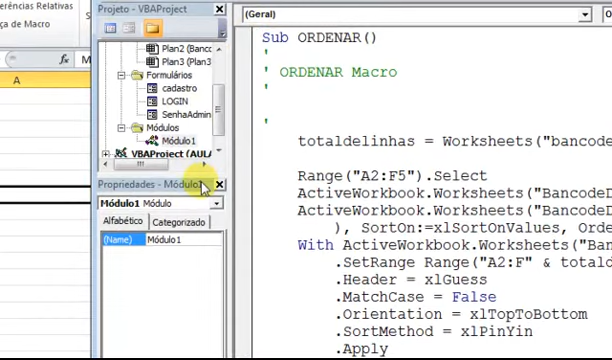 erências Relativas
ça de Macro
A
Projeto - VBAProject
Plan2 (Banco
Plan3 (Plan3
Formulários
cadastro
LOGIN
SenhaAdmin
Módulos
Módulo1
VBAProject (AULA
Propriedades - Módulo1
Módulo1 Módulo
Alfabético Categorizado
(Name) Módulo1
(Geral)
Sub ORDENAR()
'
' ORDENAR Macro
'
'
totaldelinhas = Worksheets("bancode
Range("A2:F5").Select
ActiveWorkbook.Worksheets("BancodeD
ActiveWorkbook.Worksheets("BancodeD
), SortOn:=xlSortOnValues, Orde
With ActiveWorkbook.Worksheets("Ban
.SetRange Range("A2:F" & totald
.Header = xlGuess
.MatchCase = False
.Orientation = xlTopToBottom
.SortMethod = xlPinYin
.Apply